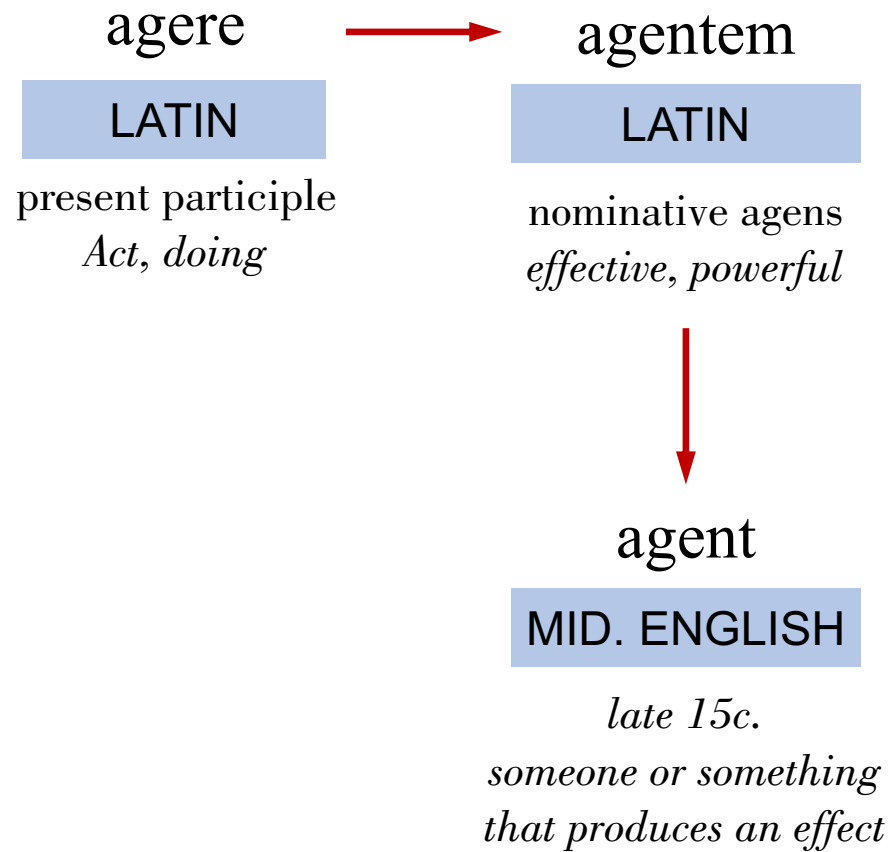 agere
LATIN
present participle
Act, doing
agentem
LATIN
nominative agens
effective, powerful
agent
MID. ENGLISH
late 15c.
someone or something
that produces an effect